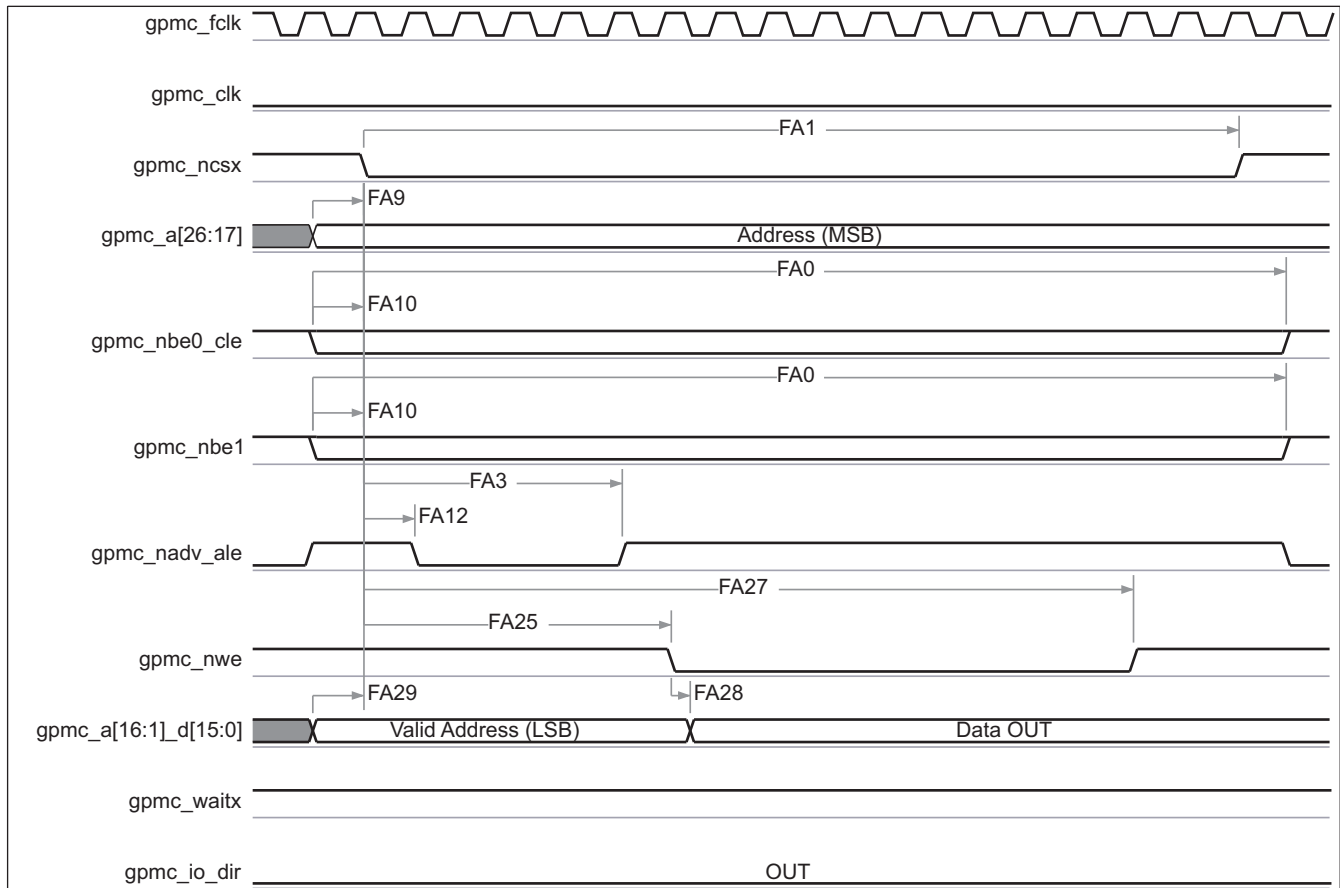 gpmc_fclk
gpmc_clk
FA1
gpmc_ncsx
FA9
gpmc_a[26:17] Address (MSB)
FA0
FA10
gpmc_nbe0_cle
FA0
FA10
gpmc_nbe1
FA3
FA12
gpmc_nadv_ale
FA27
FA25
gpmc_nwe
FA29 FA28
gpmc_a[16:1]_d[15:0] Valid Address (LSB) Data OUT
gpmc_waitx
gpmc_io_dir OUT